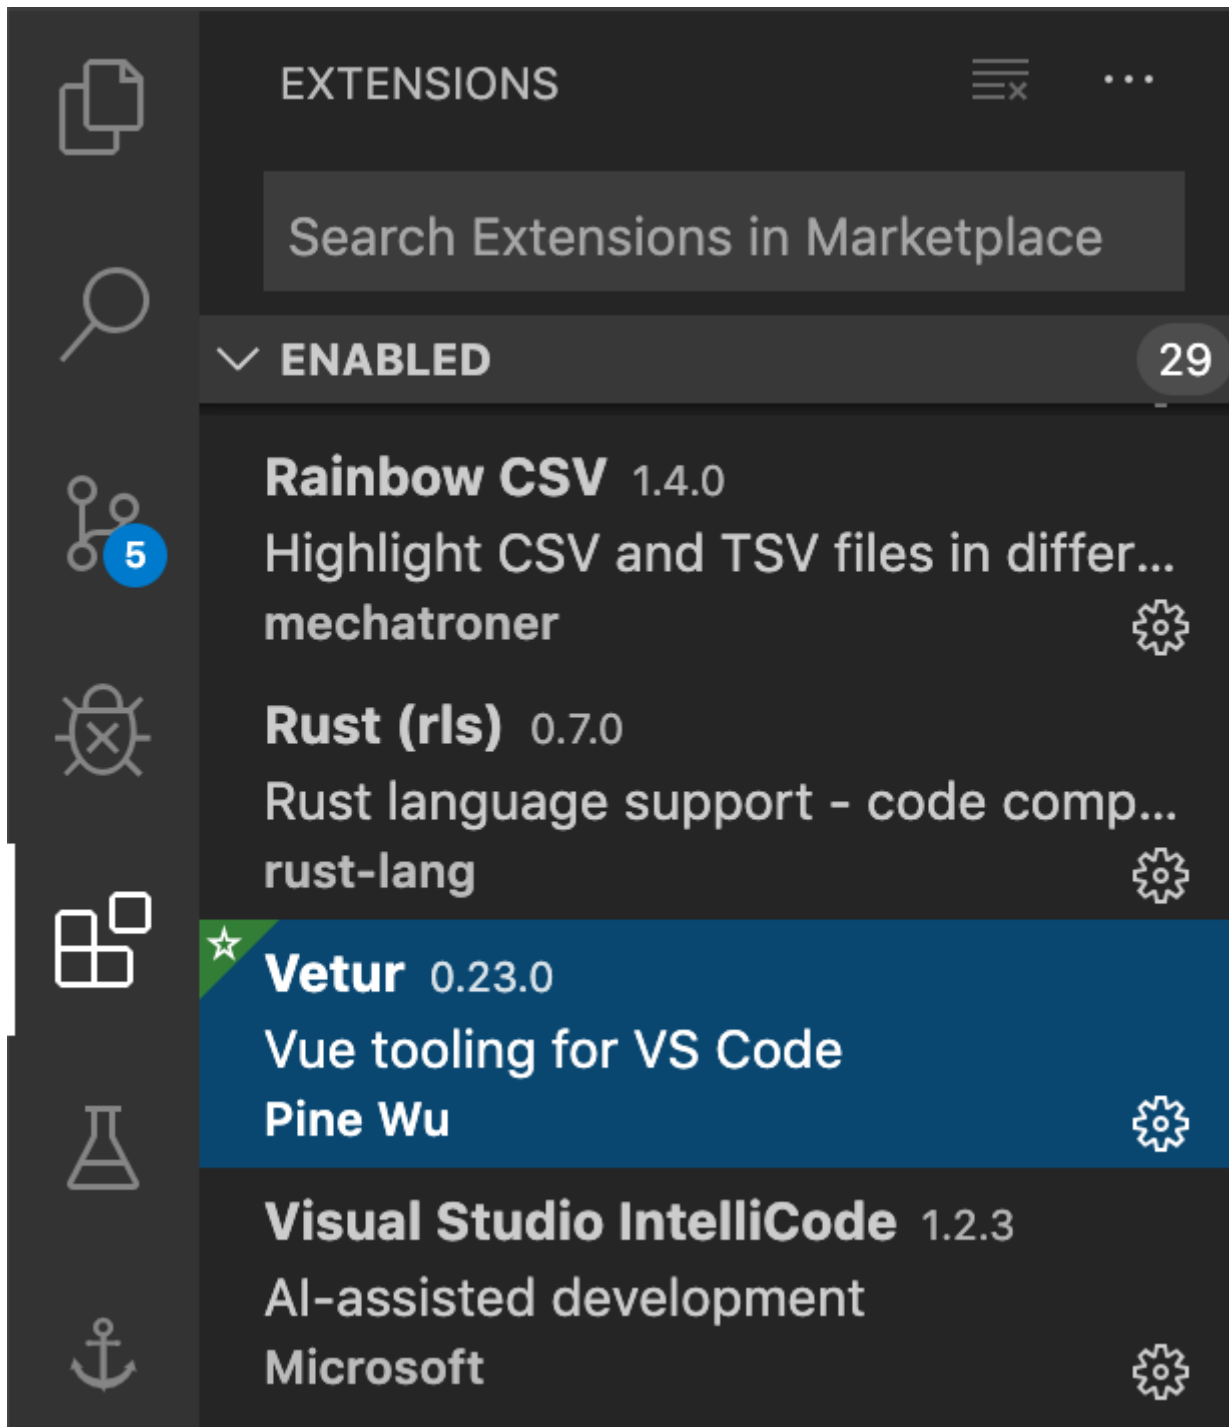 EXTENSIONS
Search Extensions in Marketplace
ENABLED 29
Rainbow CSV 1.4.0
Highlight CSV and TSV files in differ...
mechatroner
5
Rust (rls) 0.7.0
Rust language support - code comp...
rust-lang
Vetur 0.23.0
Vue tooling for VS Code
Pine Wu
Visual Studio IntelliCode 1.2.3
AI-assisted development
Microsoft